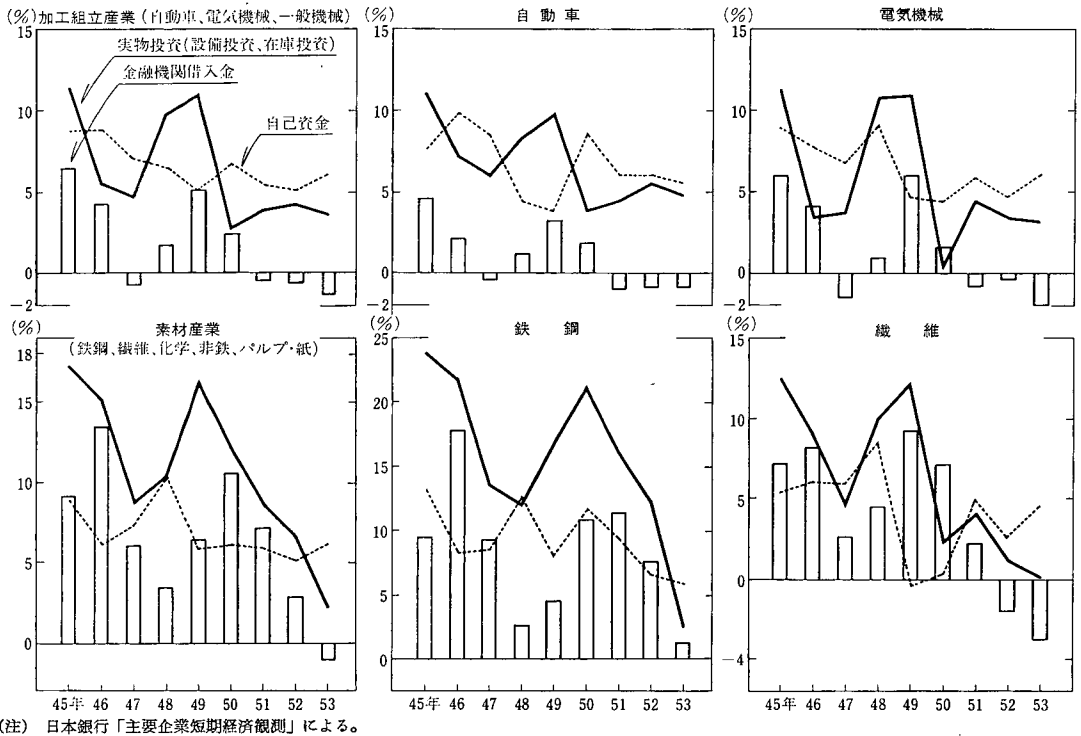 (%)加工組立産業(自動車、電気機械、一般機械)
実物投資(設備投資、在庫投資)
金融機関借入金
自己資金
15
10
5
0
-2
(%)
自動車
15
10
5
0
-2
(%)
電気機械
15
10
5
0
-2
(%)
素材産業
(鉄鋼、繊維、化学、非鉄、パルプ・紙)
18
15
10
5
0
45年 46 47 48 49 50 51 52 53
(%)
鉄鋼
25
20
15
10
5
0
45年 46 47 48 49 50 51 52 53
(%)
繊維
15
10
5
0
-4
45年 46 47 48 49 50 51 52 53
(注) 日本銀行「主要企業短期経済観測」による。